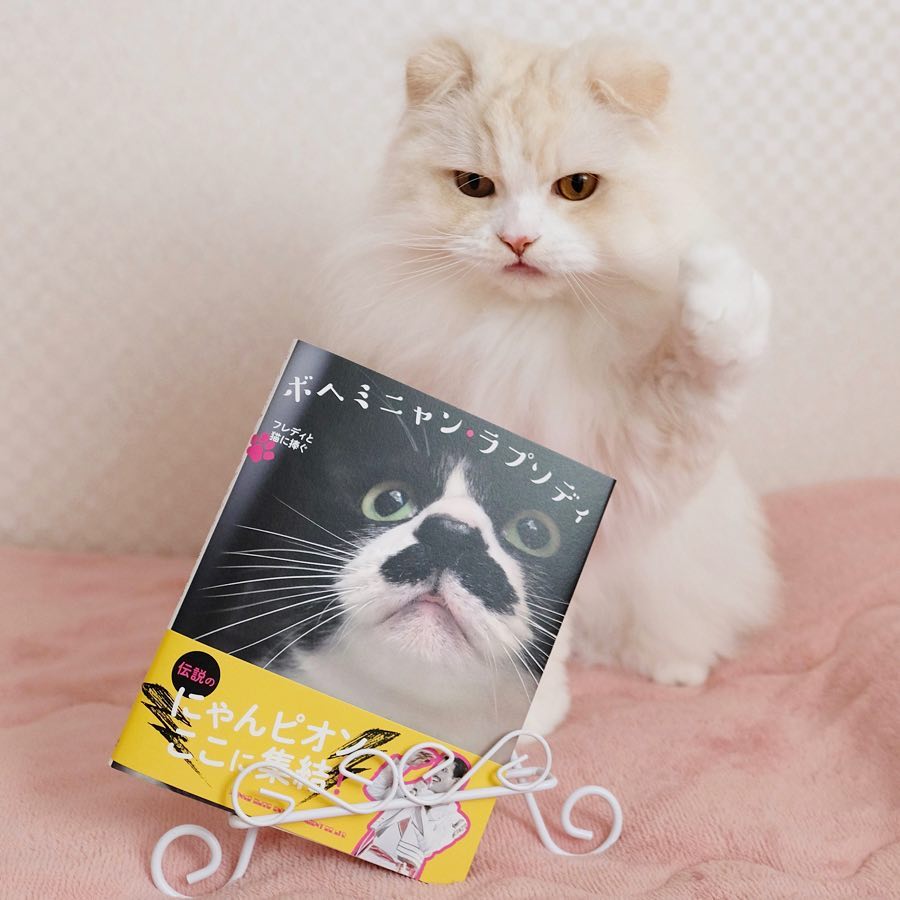 ボヘミニャン・ラプソディ
フレディと
猫に捧ぐ
伝説の
にゃんピオン
ここに集結!